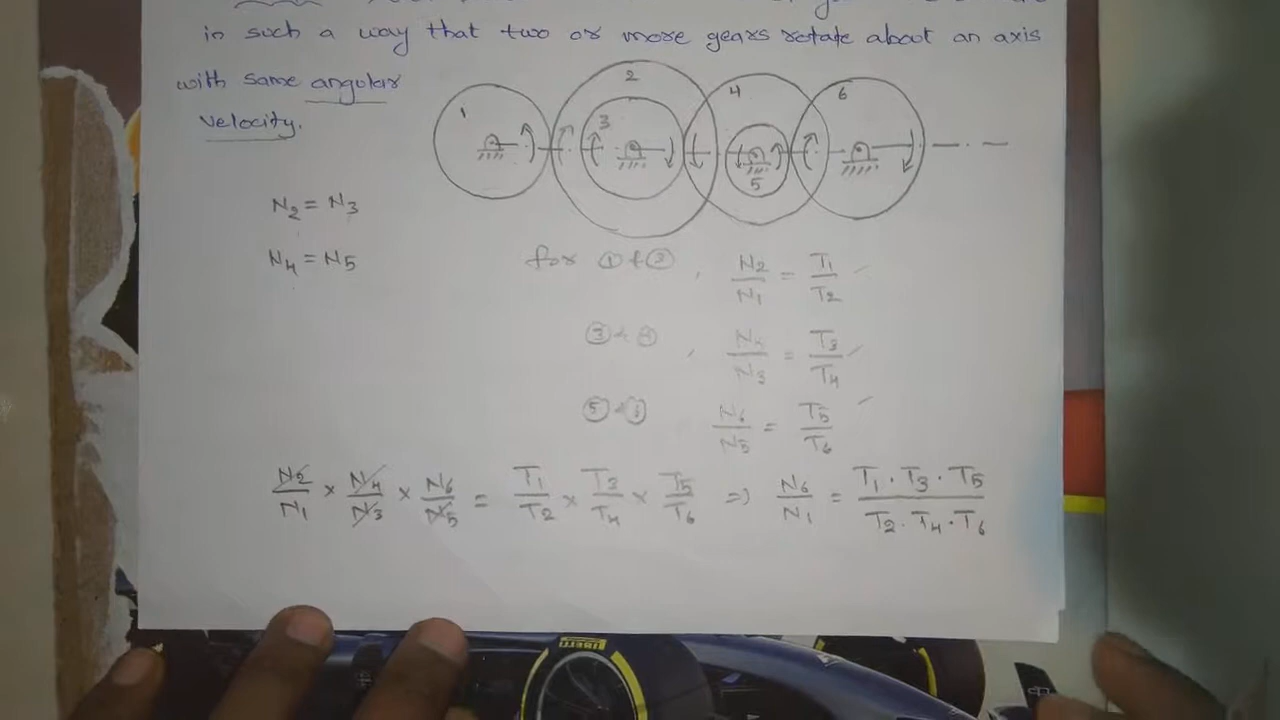 in such a way that two or more gears rotate about an axis
with same angular
velocity.
1 2 3 4 5 6
N2 = N3
N4 = N5
for ① & ②, N2/N1 = T1/T2
③ & ④, N4/N3 = T3/T4
N6/N5 = T5/T6
N2/N1 × N4/N3 × N6/N5 = T1/T2 × T3/T4 × T5/T6 => N6/N1 = T1 . T3 . T5 / T2 . T4 . T6